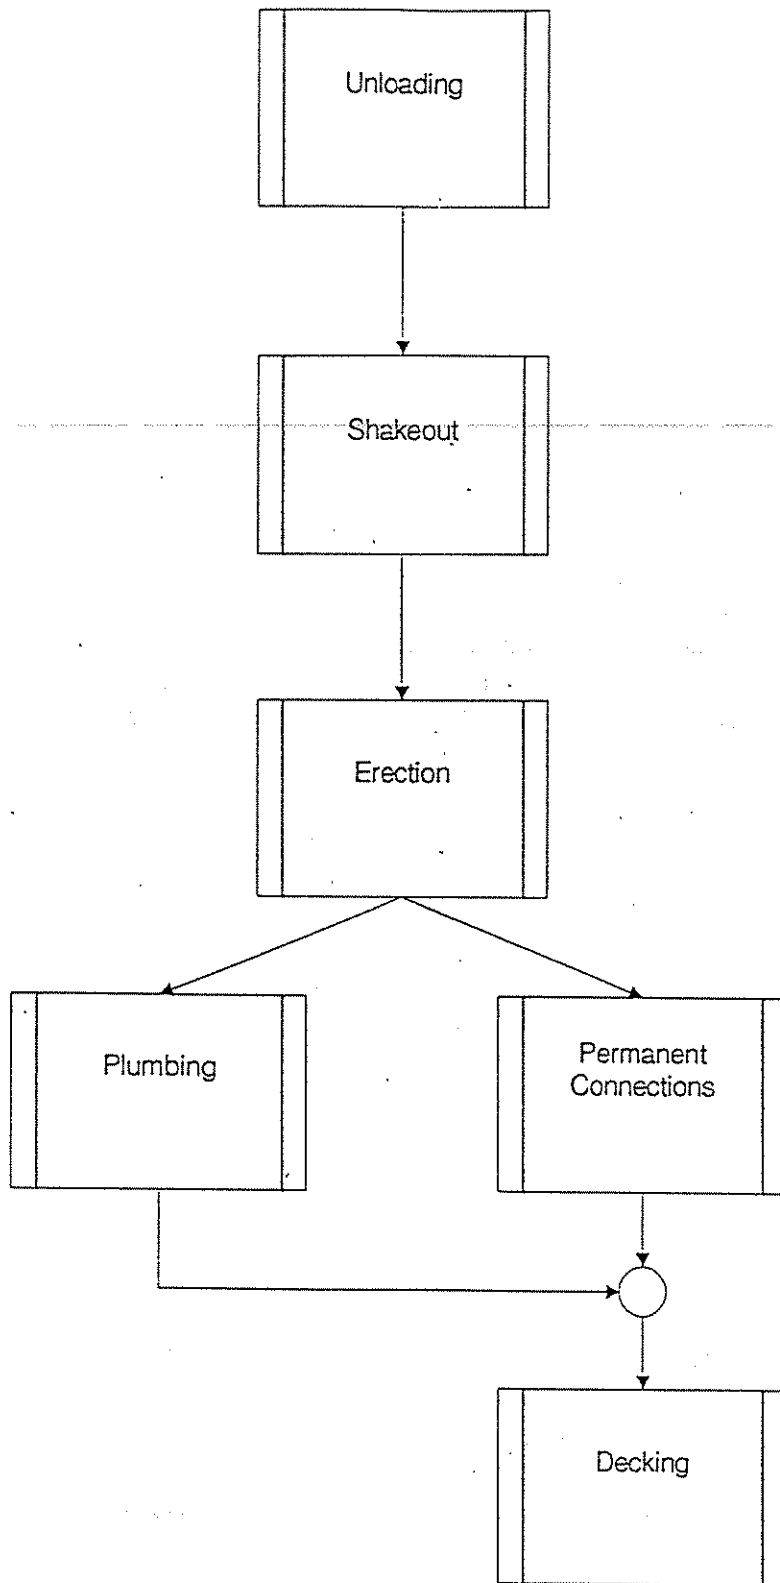 Unloading
Shakeout
Erection
Plumbing
Permanent
Connections
Decking